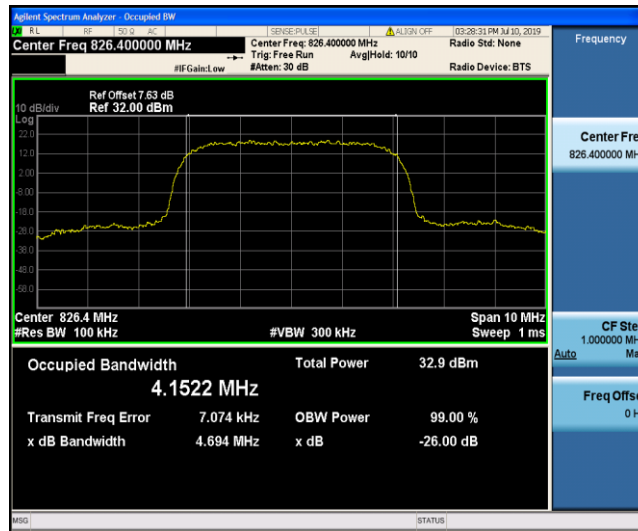 Agilent Spectrum Analyzer - Occupied BW
RL RF 50 Ω AC SENSE:PULSE ALIGN OFF 03:28:31 PM Jul 10, 2019
Center Freq 826.400000 MHz Center Freq: 826.400000 MHz Radio Std: None
Trig: Free Run Avg|Hold: 10/10
#IFGain:Low #Atten: 30 dB Radio Device: BTS
Frequency
Ref Offset 7.63 dB
10 dB/div Ref 32.00 dBm
Log
22.0
12.0
2.00
-8.00
-18.0
-28.0
-38.0
-48.0
-58.0
Center 826.4 MHz Span 10 MHz
#Res BW 100 kHz #VBW 300 kHz Sweep 1 ms
Occupied Bandwidth Total Power 32.9 dBm
4.1522 MHz
Transmit Freq Error 7.074 kHz OBW Power 99.00 %
x dB Bandwidth 4.694 MHz x dB -26.00 dB
Center Fre
826.400000 MH
CF Ste
1.000000 MH
Auto Ma
Freq Offse
0 H
MSG STATUS